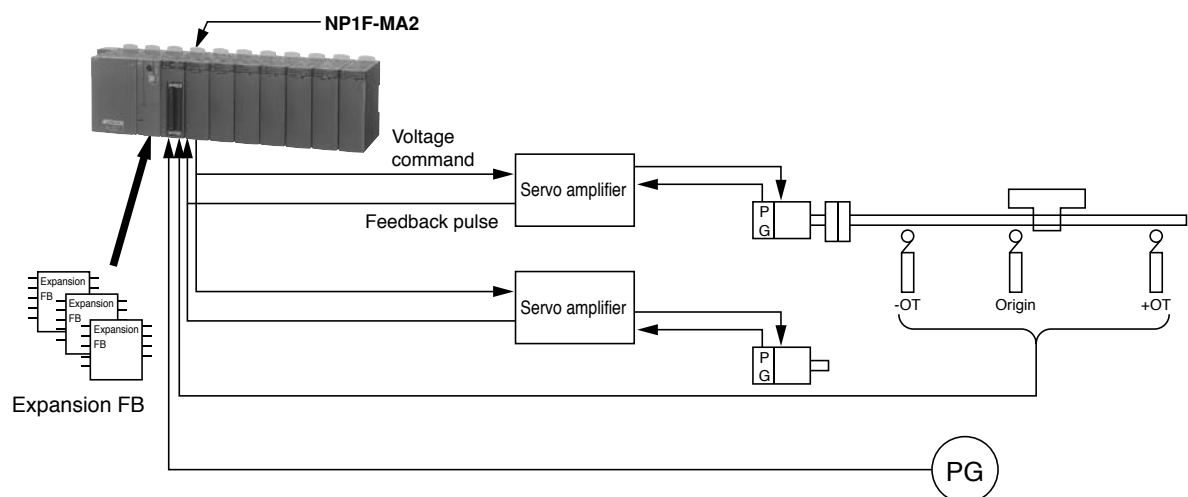 NP1F-MA2
Voltage
command
Servo amplifier
Feedback pulse
P
G
-OT
Origin
+OT
Servo amplifier
P
G
Expansion
FB
Expansion
FB
Expansion
FB
Expansion FB
PG